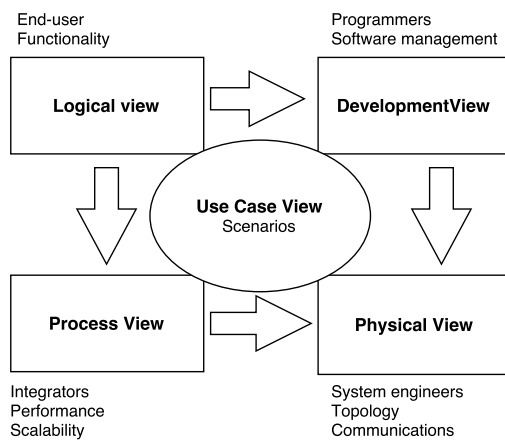 End-user
Functionality
Programmers
Software management
Logical view
DevelopmentView
Use Case View
Scenarios
Process View
Physical View
Integrators
Performance
Scalability
System engineers
Topology
Communications